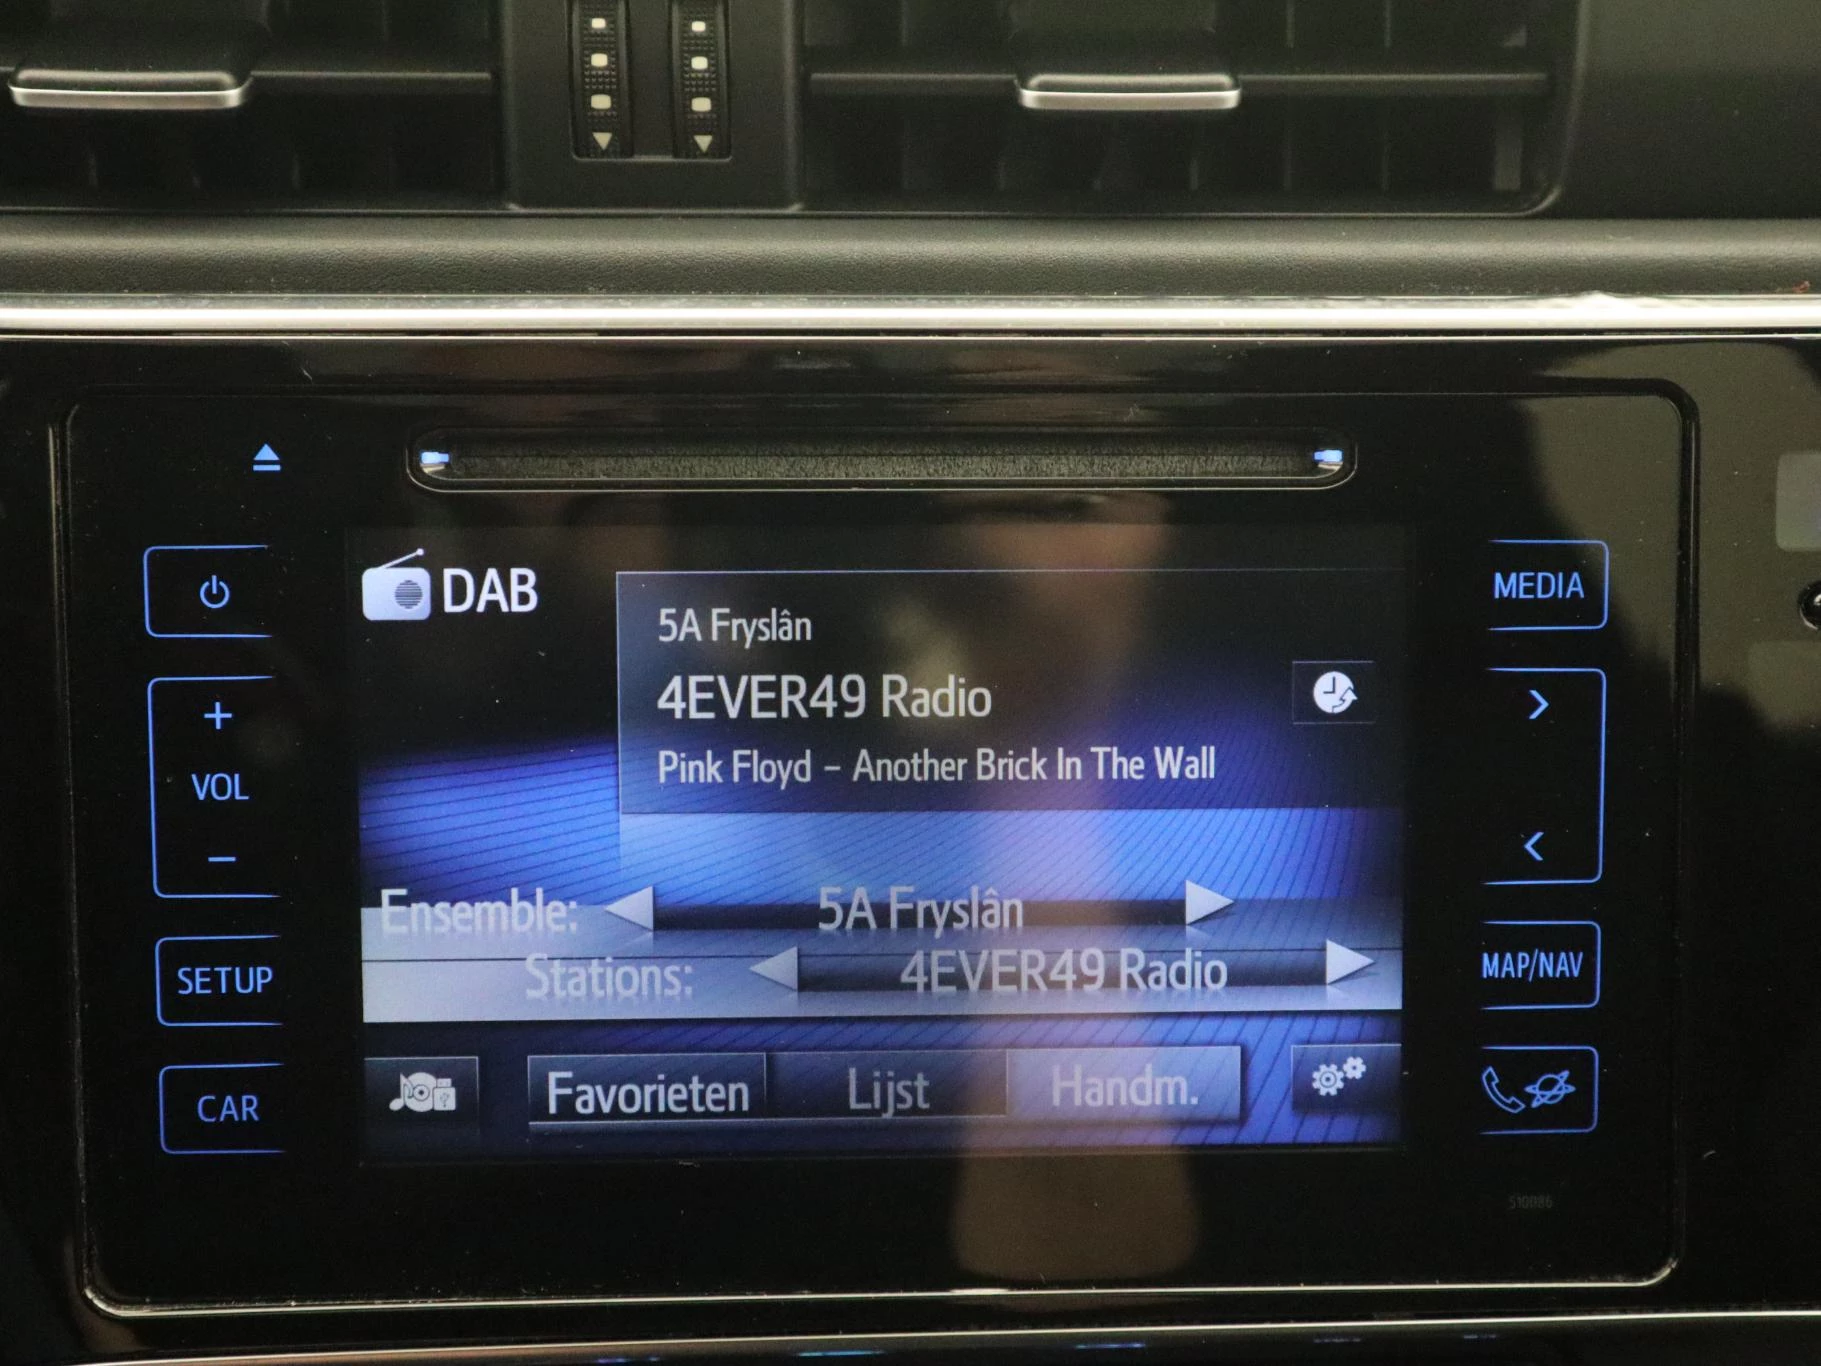 DAB
5A Fryslân
4EVER49 Radio
Pink Floyd – Another Brick In The Wall
Ensemble: 5A Fryslân
Stations: 4EVER49 Radio
Favorieten Lijst Handm.
VOL
SETUP
CAR
MEDIA
MAP/NAV
510086